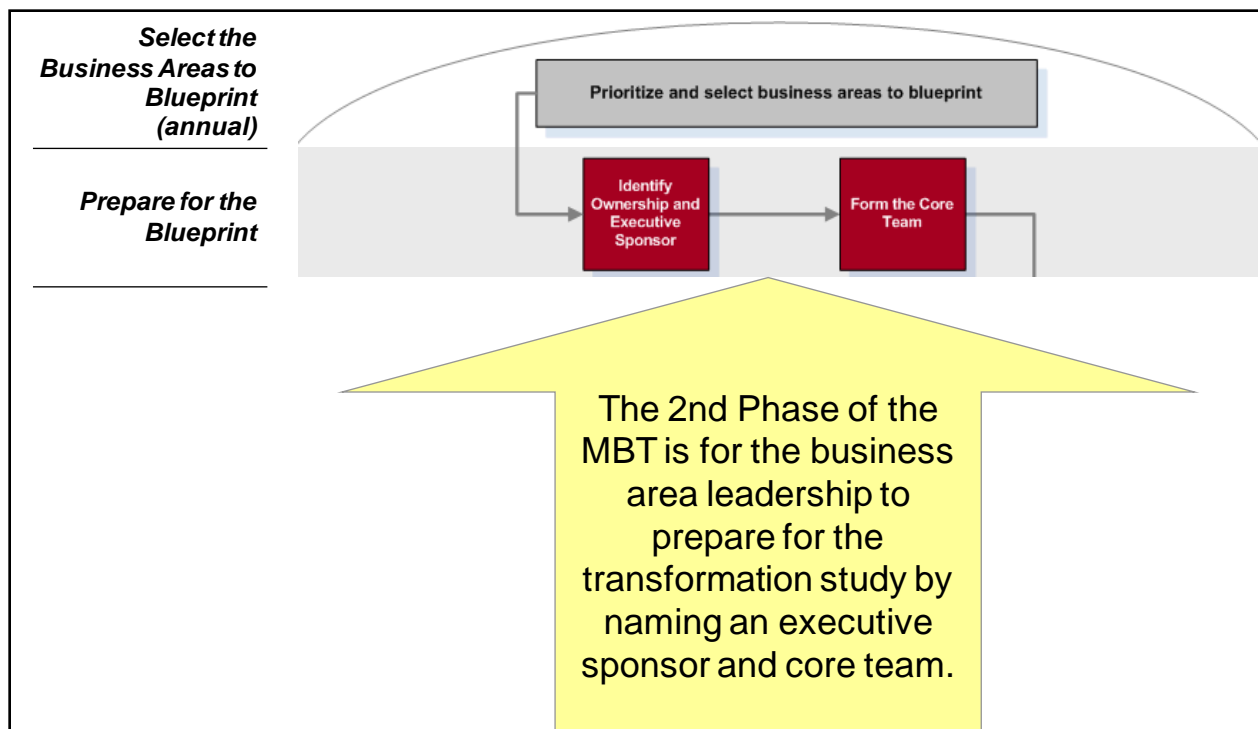 Select the
Business Areas to
Blueprint
(annual)
Prioritize and select business areas to blueprint
Prepare for the
Blueprint
Identify
Ownership and
Executive
Sponsor
Form the Core
Team
The 2nd Phase of the
MBT is for the business
area leadership to
prepare for the
transformation study by
naming an executive
sponsor and core team.